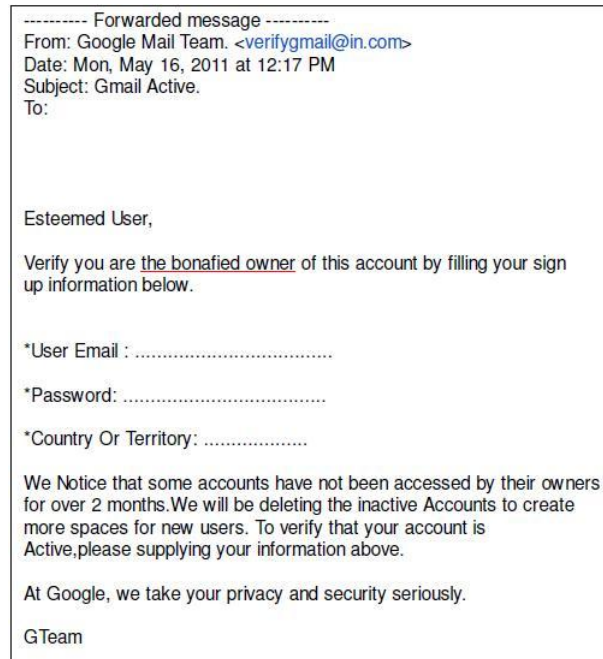 ---------- Forwarded message ----------
From: Google Mail Team. <verifygmail@in.com>
Date: Mon, May 16, 2011 at 12:17 PM
Subject: Gmail Active.
To:
Esteemed User,
Verify you are the bonafied owner of this account by filling your sign
up information below.
*User Email : .....................................
*Password: ......................................
*Country Or Territory: ...................
We Notice that some accounts have not been accessed by their owners
for over 2 months.We will be deleting the inactive Accounts to create
more spaces for new users. To verify that your account is
Active,please supplying your information above.
At Google, we take your privacy and security seriously.
GTeam